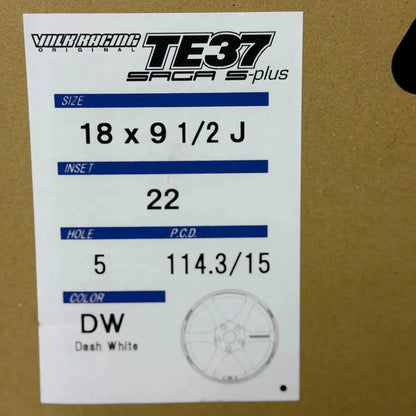 VOLK RACING TE37
ORIGINAL
SAGA S-plus
SIZE
18 x 9 1/2 J
INSET
22
HOLE P.C.D.
5 114.3/15
COLOR
DW
Dash White